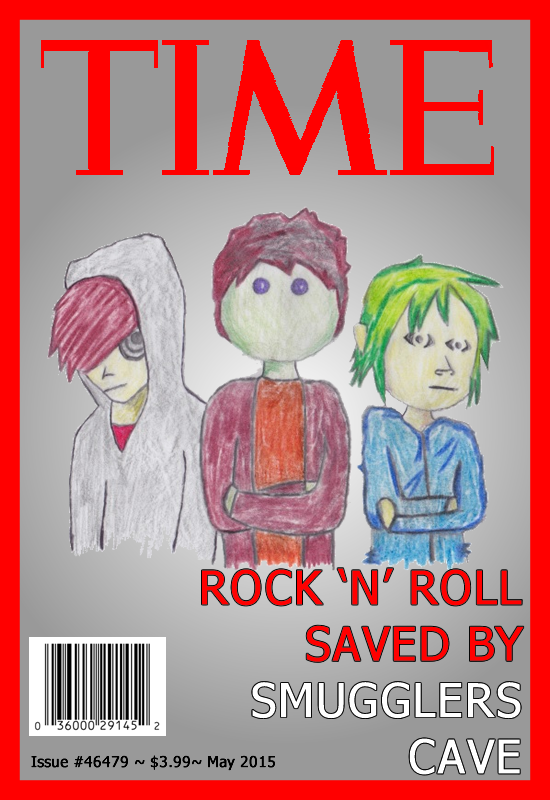 TIME
ROCK ‘N’ ROLL
SAVED BY
SMUGGLERS
CAVE
0 36000 29145 2
Issue #46479 ~ $3.99~ May 2015